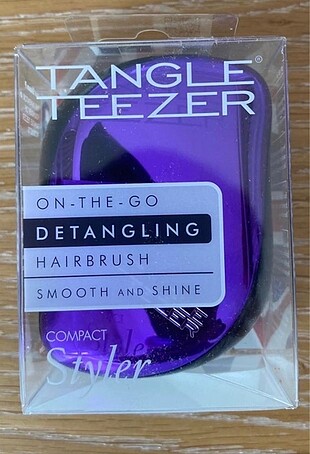 TANGLE
TEEZER®
ON-THE-GO
DETANGLING
HAIRBRUSH
SMOOTH AND SHINE
COMPACT
Styler